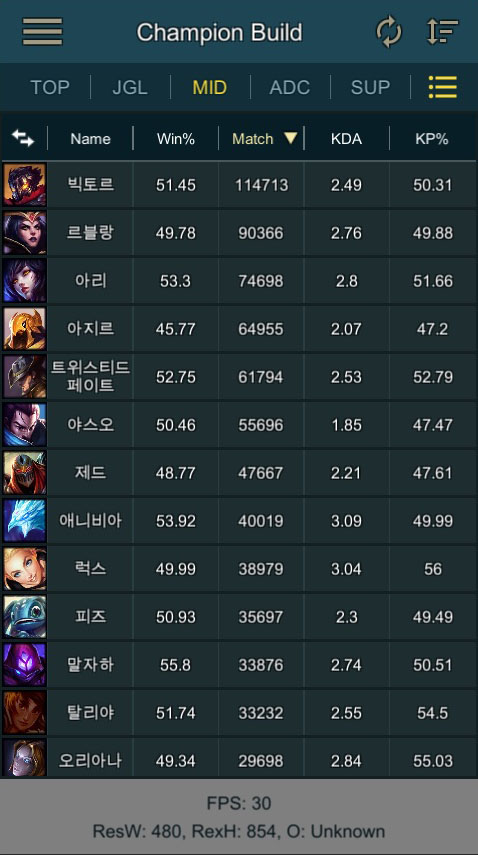 Champion Build
TOP JGL MID ADC SUP
Name Win% Match ▼ KDA KP%
빅토르 51.45 114713 2.49 50.31
르블랑 49.78 90366 2.76 49.88
아리 53.3 74698 2.8 51.66
아지르 45.77 64955 2.07 47.2
트위스티드
페이트 52.75 61794 2.53 52.79
야스오 50.46 55696 1.85 47.47
제드 48.77 47667 2.21 47.61
애니비아 53.92 40019 3.09 49.99
럭스 49.99 38979 3.04 56
피즈 50.93 35697 2.3 49.49
말자하 55.8 33876 2.74 50.51
탈리야 51.74 33232 2.55 54.5
오리아나 49.34 29698 2.84 55.03
FPS: 30
ResW: 480, RexH: 854, O: Unknown